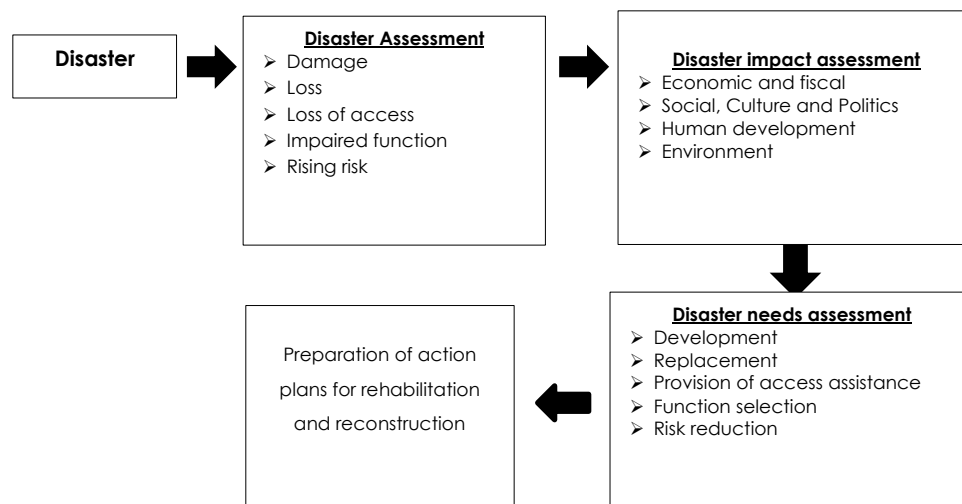 Disaster
Disaster Assessment
➢ Damage
➢ Loss
➢ Loss of access
➢ Impaired function
➢ Rising risk
Disaster impact assessment
➢ Economic and fiscal
➢ Social, Culture and Politics
➢ Human development
➢ Environment
Disaster needs assessment
➢ Development
➢ Replacement
➢ Provision of access assistance
➢ Function selection
➢ Risk reduction
Preparation of action
plans for rehabilitation
and reconstruction